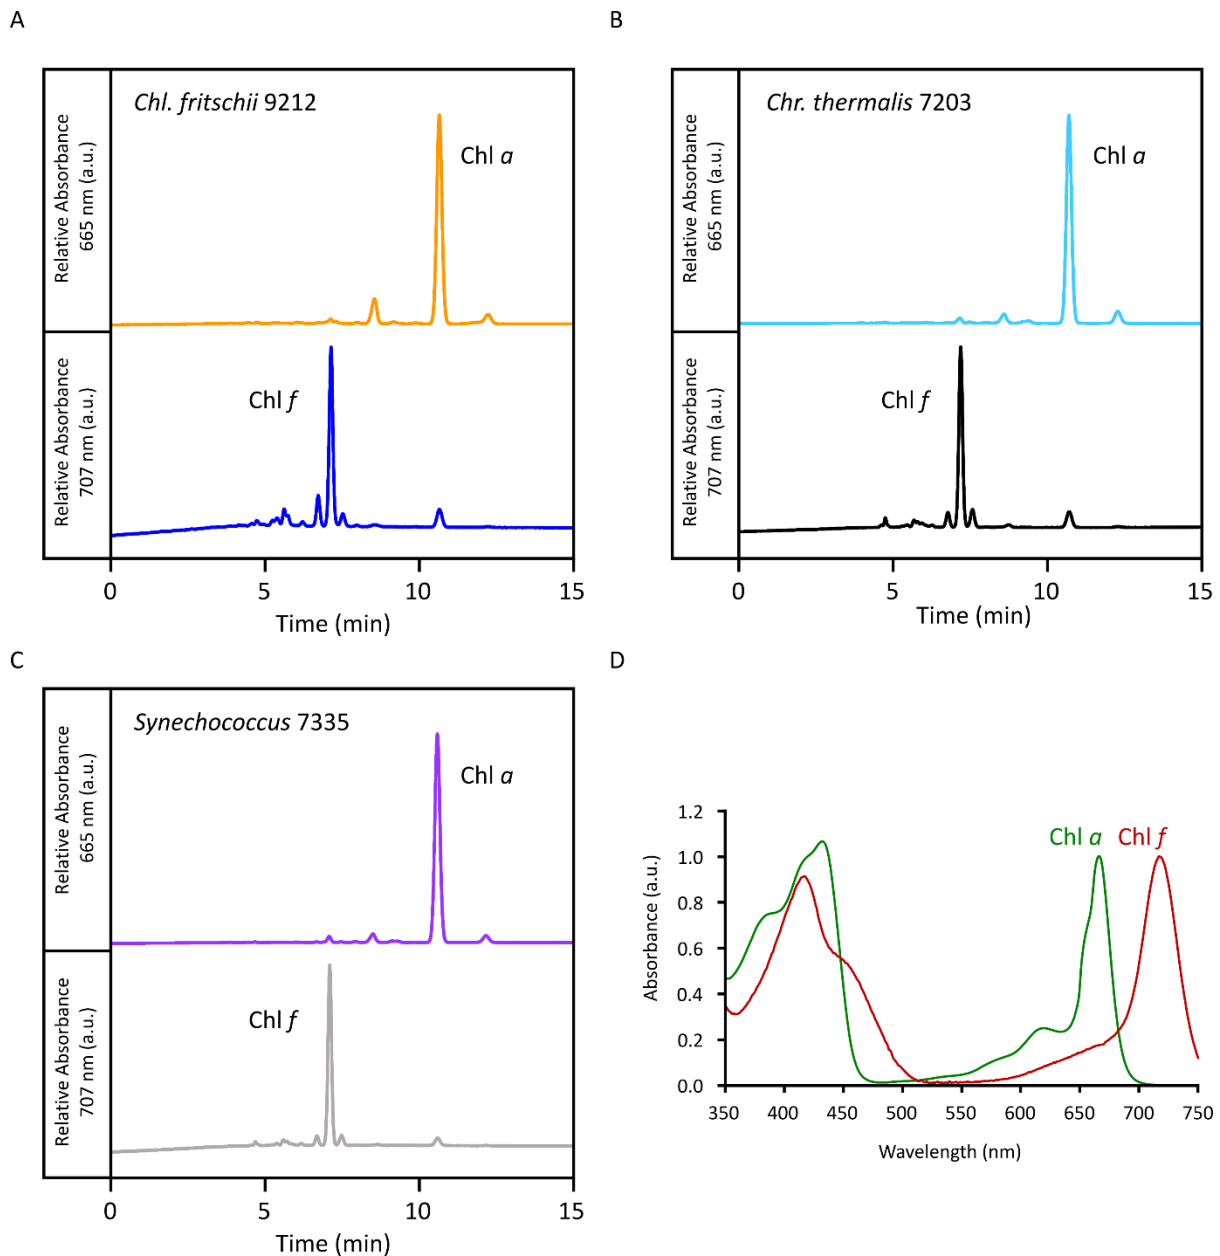 A
Relative Absorbance
665 nm (a.u.)
Chl. fritschii 9212
Chl a
Relative Absorbance
707 nm (a.u.)
Chl f
0 5 10 15
Time (min)
B
Relative Absorbance
665 nm (a.u.)
Chr. thermalis 7203
Chl a
Relative Absorbance
707 nm (a.u.)
Chl f
0 5 10 15
Time (min)
C
Relative Absorbance
665 nm (a.u.)
Synechococcus 7335
Chl a
Relative Absorbance
707 nm (a.u.)
Chl f
0 5 10 15
Time (min)
D
Absorbance (a.u.)
1.2
1.0
0.8
0.6
0.4
0.2
0.0
Chl a Chl f
350 400 450 500 550 600 650 700 750
Wavelength (nm)